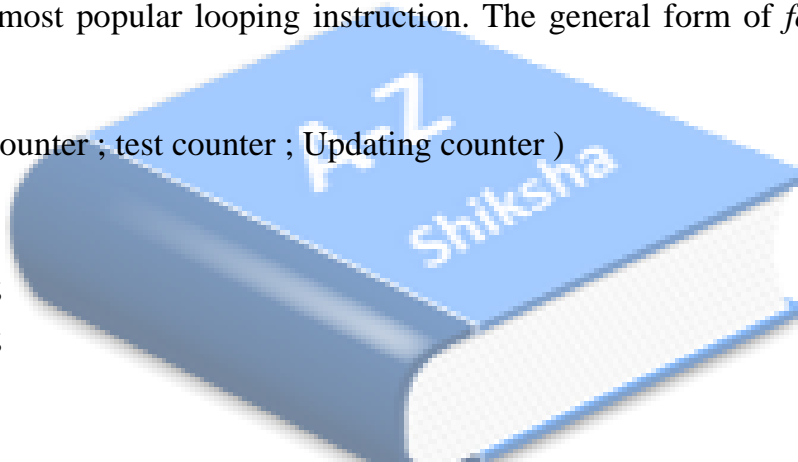 most popular looping instruction. The general form of
A-Z
ounter ; test counter ; Updating counter )
Shiksha
;
;